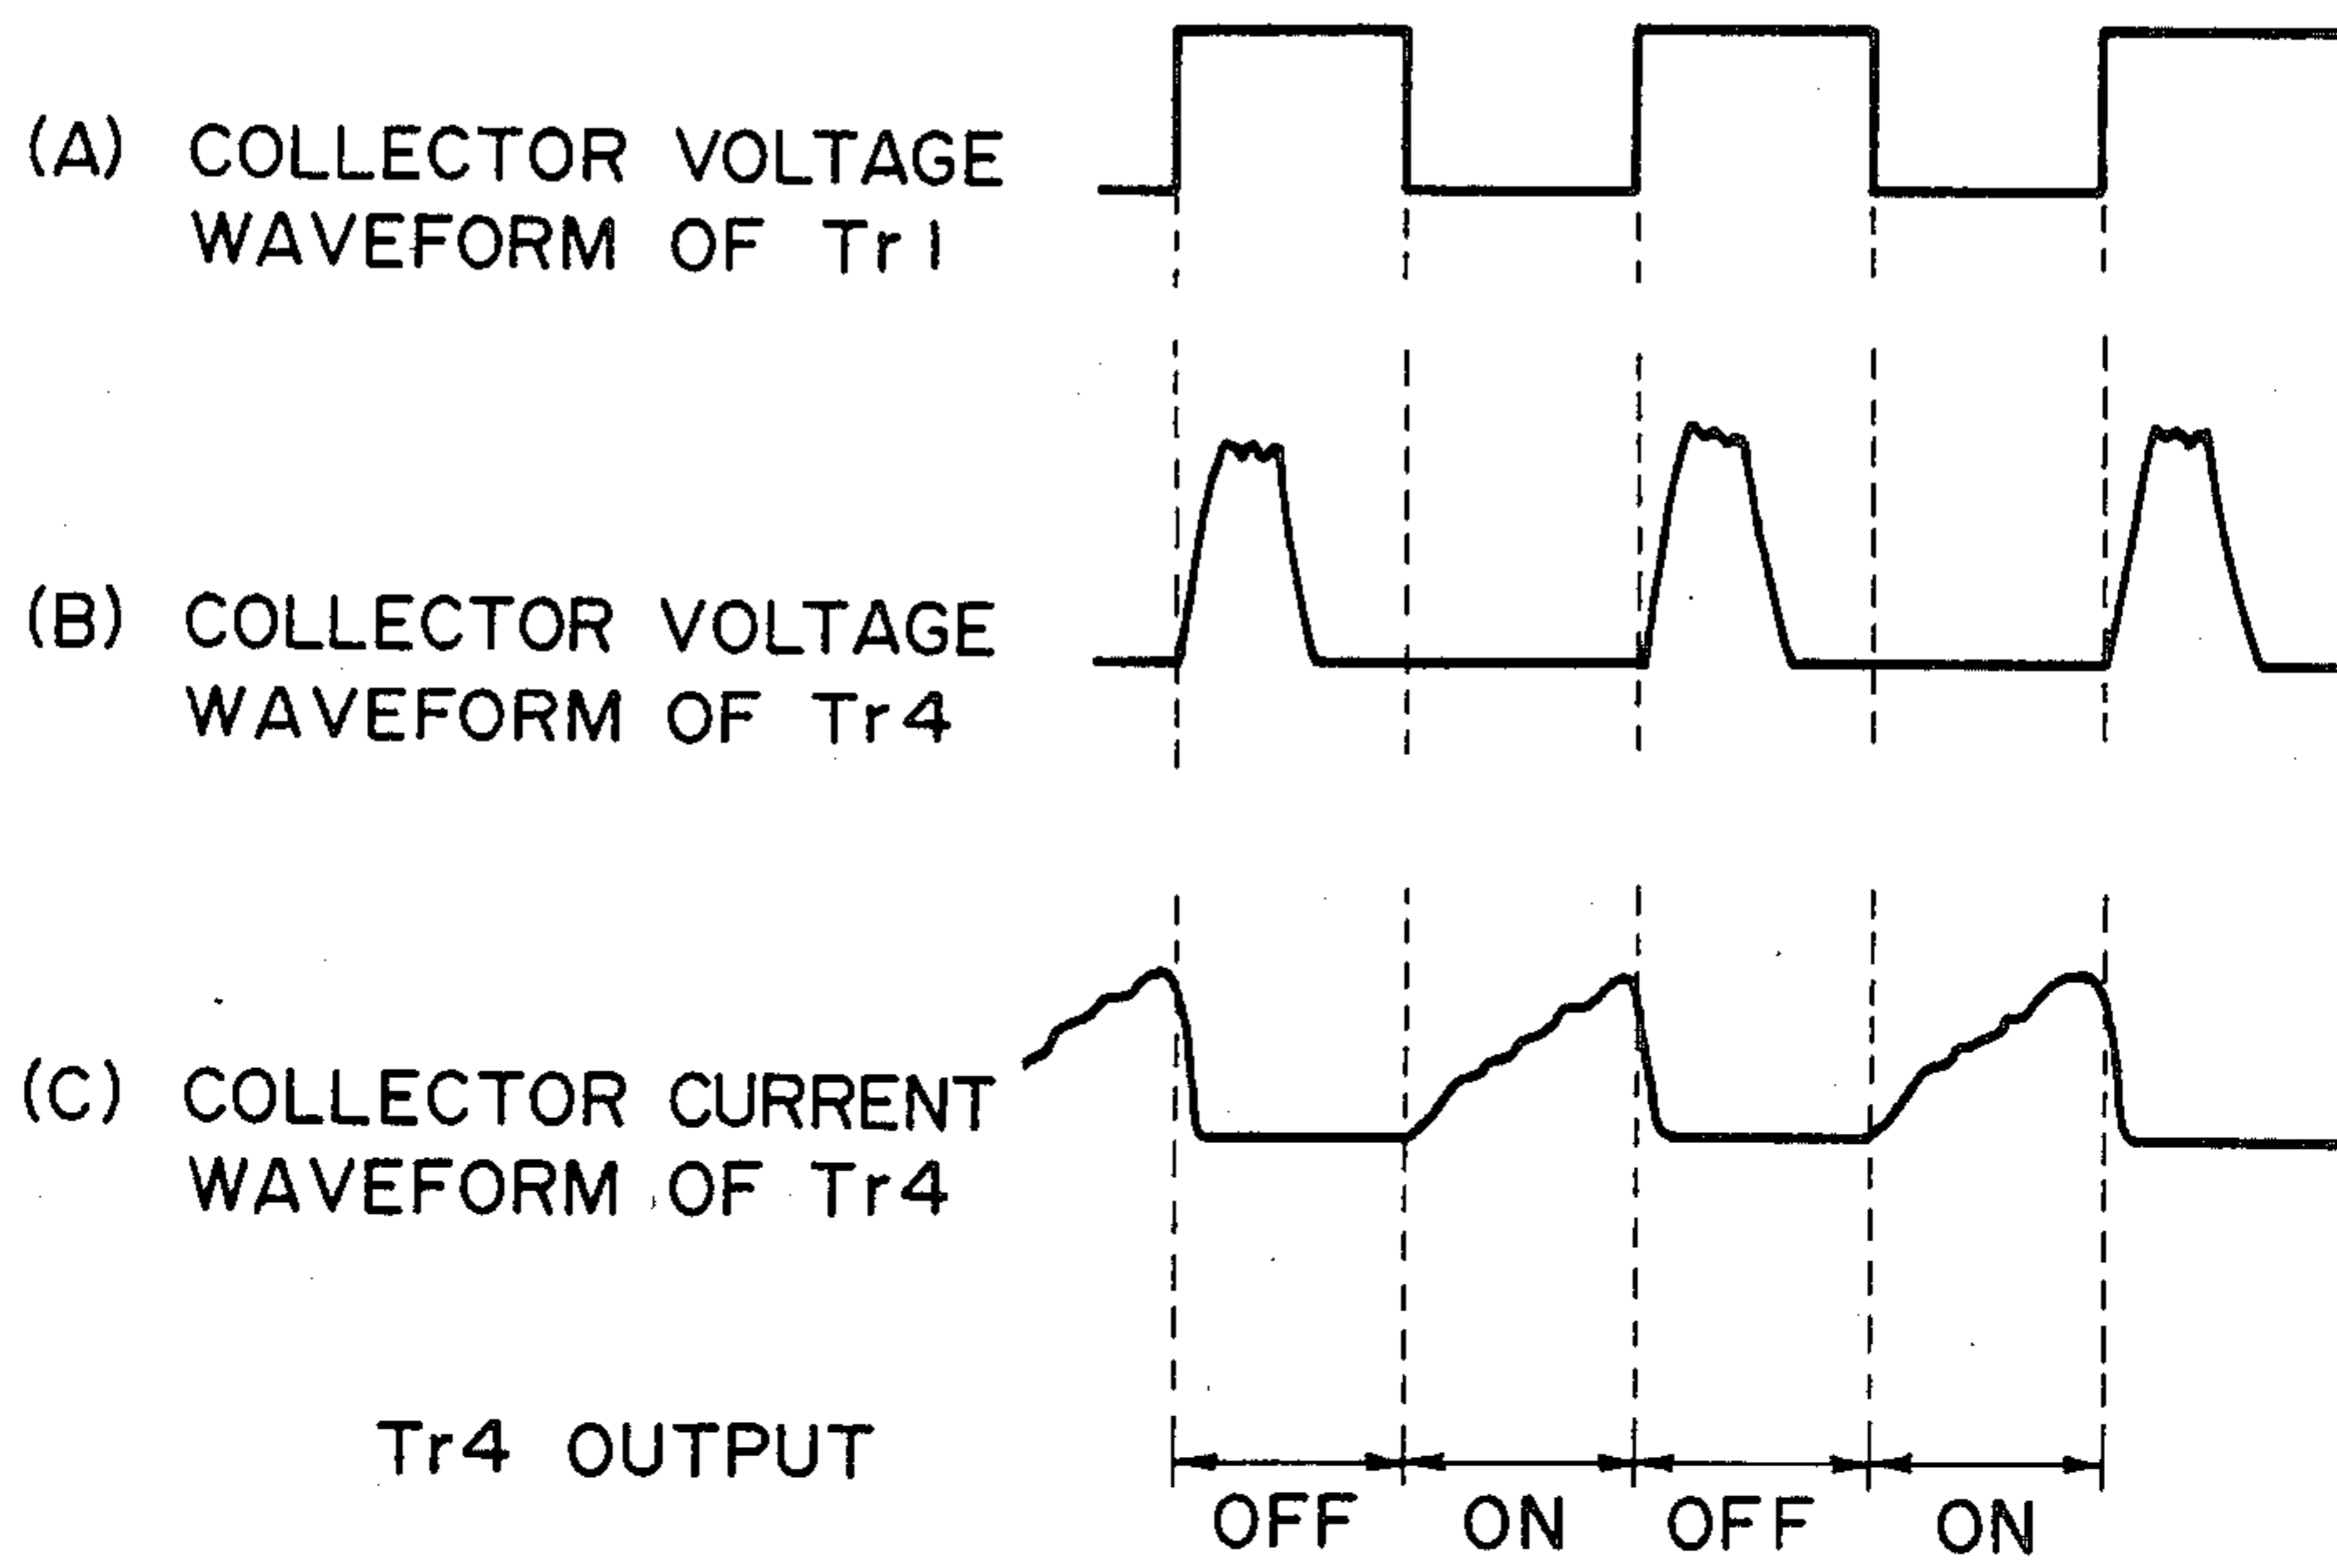 (A) COLLECTOR VOLTAGE
WAVEFORM OF Tr1
(B) COLLECTOR VOLTAGE
WAVEFORM OF Tr4
(C) COLLECTOR CURRENT
WAVEFORM OF Tr4
Tr4 OUTPUT
OFF ON OFF ON